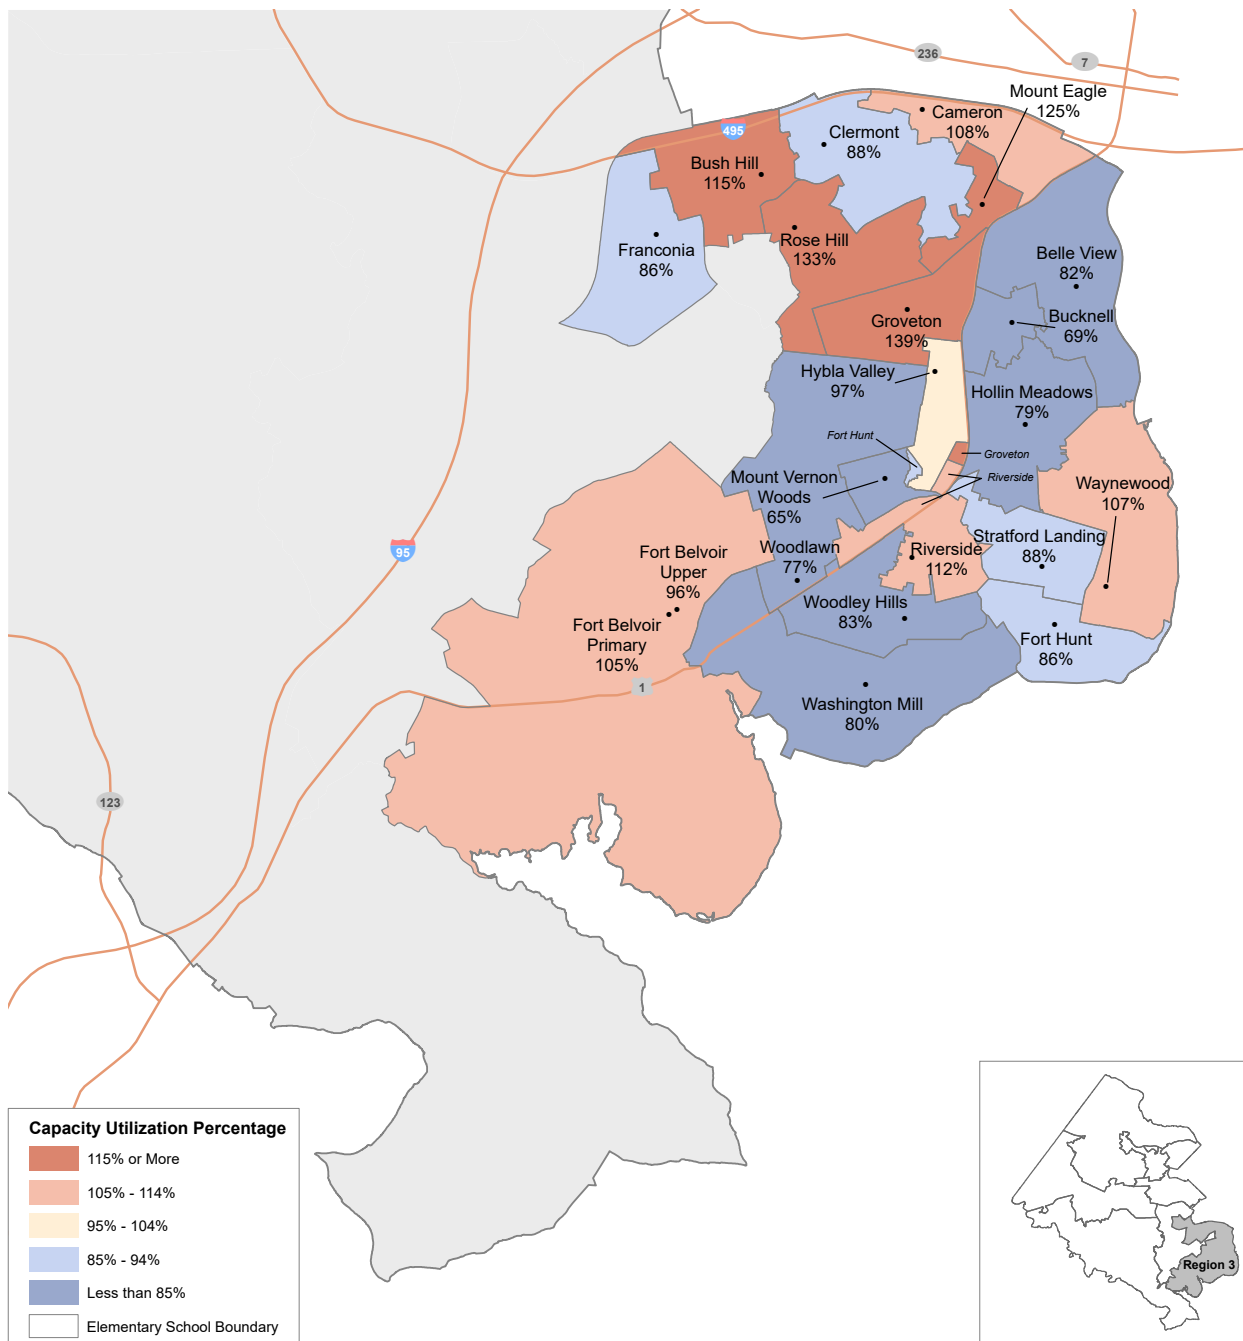 236
7
Mount Eagle
125%
Cameron
108%
495
Clermont
88%
Bush Hill
115%
Rose Hill
133%
Franconia
86%
Belle View
82%
Bucknell
69%
Groveton
139%
Hybla Valley
97%
Hollin Meadows
79%
Fort Hunt
Groveton
Riverside
Mount Vernon
Woods
65%
Waynewood
107%
95
Woodlawn
77%
Riverside
112%
Stratford Landing
88%
Fort Belvoir
Upper
96%
Fort Belvoir
Primary
105%
Woodley Hills
83%
Fort Hunt
86%
1
Washington Mill
80%
123
Capacity Utilization Percentage
115% or More
105% - 114%
95% - 104%
85% - 94%
Less than 85%
Elementary School Boundary
Region 3